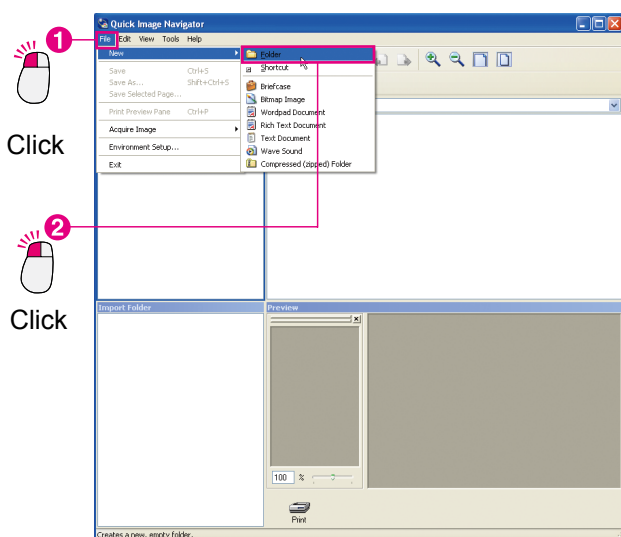 Quick Image Navigator
1
File Edit View Tools Help
New
Folder
Shortcut
Save Ctrl+S
Save As... Shift+Ctrl+S
Save Selected Page...
Briefcase
Bitmap Image
Wordpad Document
Print Preview Pane Ctrl+P
Rich Text Document
Acquire Image
Text Document
Environment Setup...
Wave Sound
Exit
Compressed (zipped) Folder
Click
2
Click
Import Folder
Preview
100 %
Print
Creates a new, empty folder.